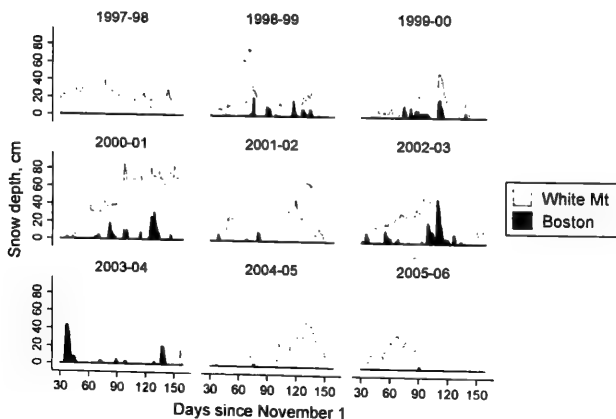 1997-98 1998-99 1999-00
0 20 40 60 80
2000-01 2001-02 2002-03
0 20 40 60 80
2003-04 2004-05 2005-06
0 20 40 60 80
Snow depth, cm
White Mt
Boston
30 60 90 120 150 30 60 90 120 150 30 60 90 120 150
Days since November 1